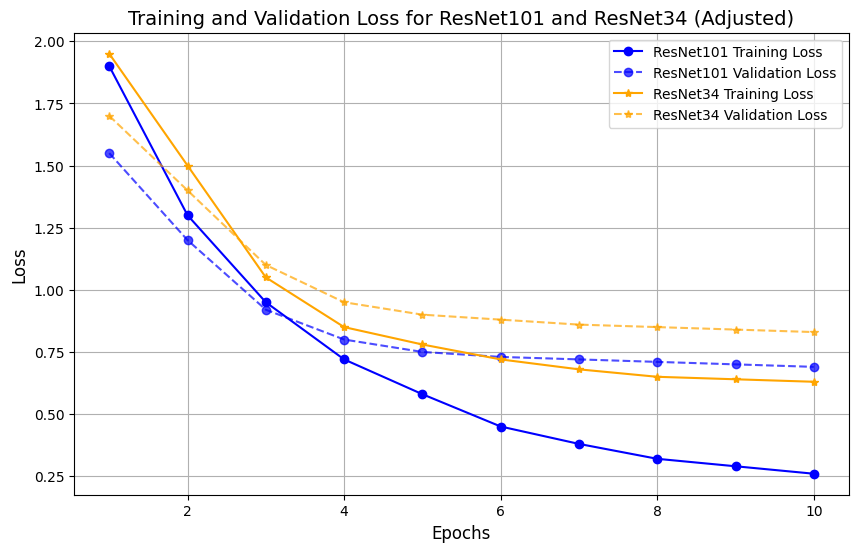 Training and Validation Loss for ResNet101 and ResNet34 (Adjusted)
ResNet101 Training Loss
ResNet101 Validation Loss
ResNet34 Training Loss
ResNet34 Validation Loss
Loss
2.00
1.75
1.50
1.25
1.00
0.75
0.50
0.25
2 4 6 8 10
Epochs